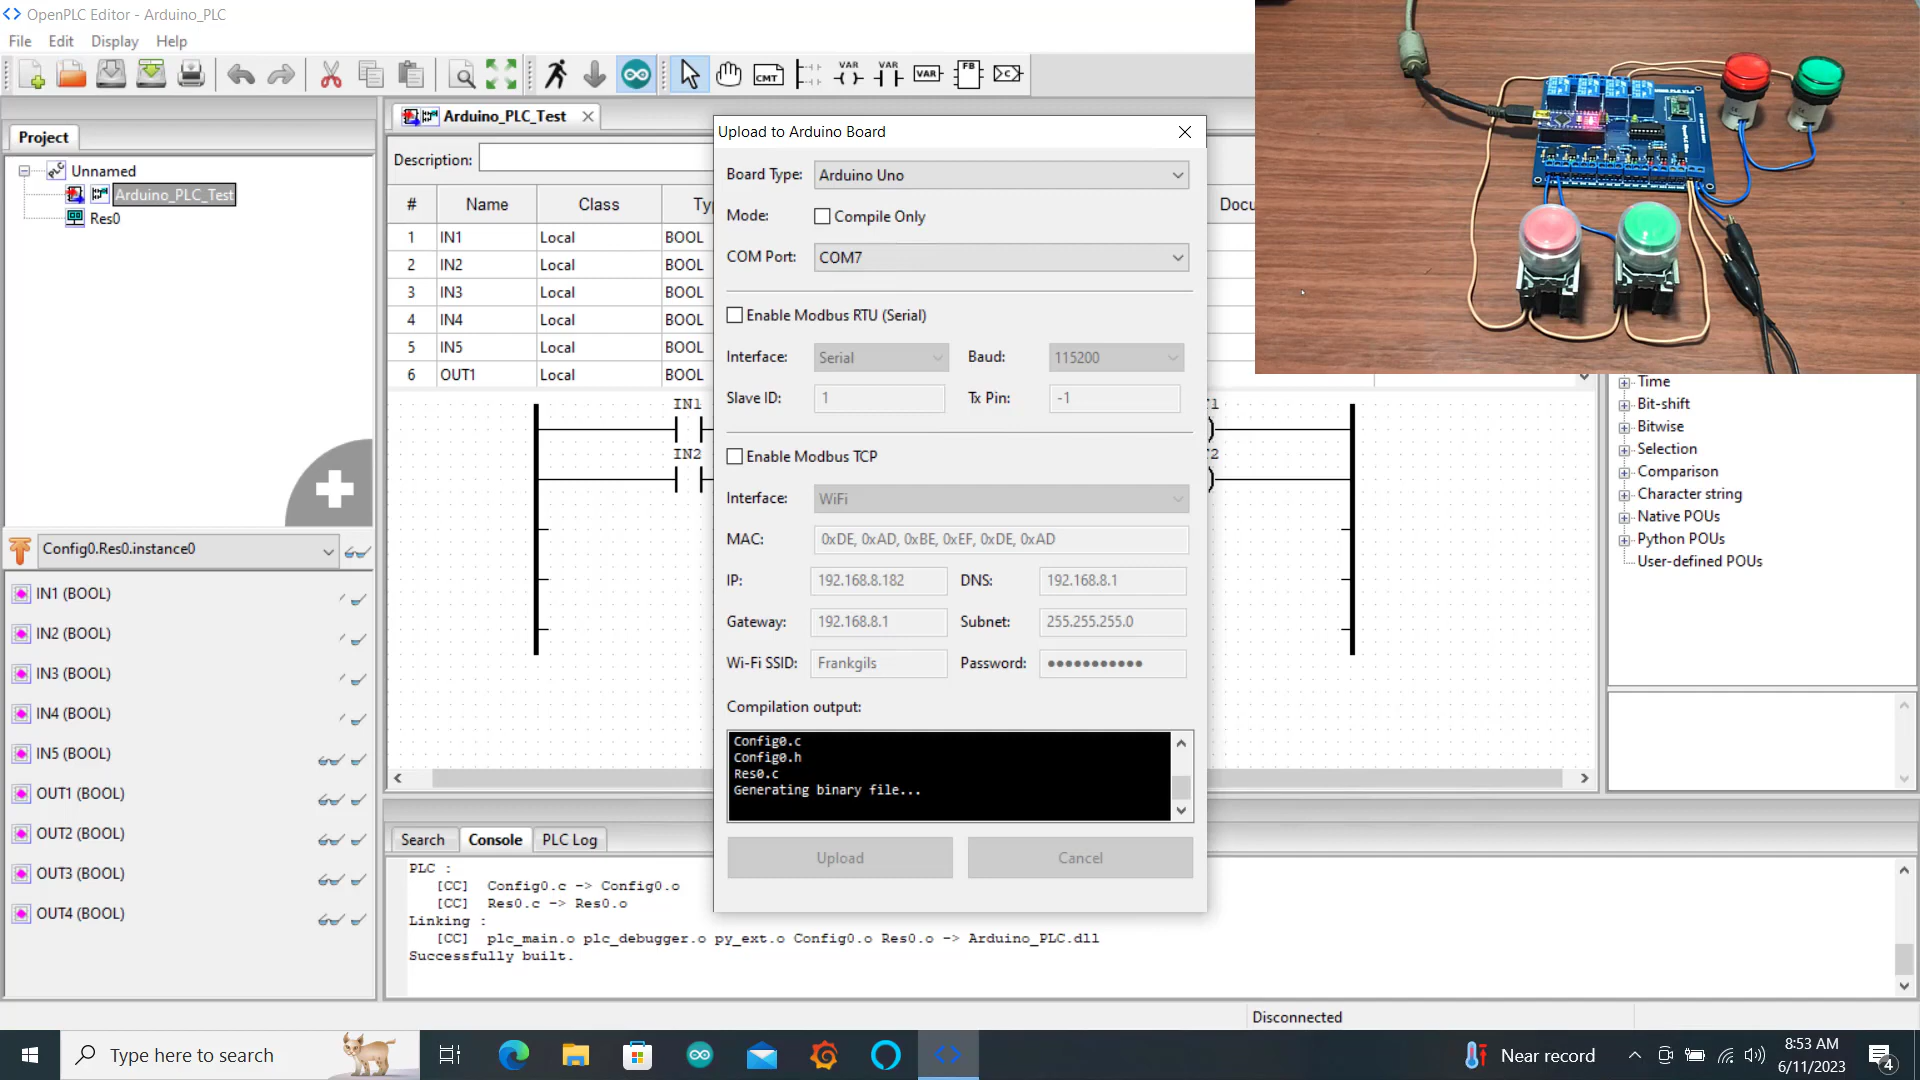 OpenPLC Editor - Arduino_PLC
File Edit Display Help
CMT VAR VAR VAR FB C
Project
Unnamed
Arduino_PLC_Test
Res0
Config0.Res0.instance0
IN1 (BOOL)
IN2 (BOOL)
IN3 (BOOL)
IN4 (BOOL)
IN5 (BOOL)
OUT1 (BOOL)
OUT2 (BOOL)
OUT3 (BOOL)
OUT4 (BOOL)
Arduino_PLC_Test
Description:
# Name Class Ty Docu
1 IN1 Local BOOL
2 IN2 Local BOOL
3 IN3 Local BOOL
4 IN4 Local BOOL
5 IN5 Local BOOL
6 OUT1 Local BOOL
IN1 1
IN2 2
Upload to Arduino Board
Board Type: Arduino Uno
Mode: Compile Only
COM Port: COM7
Enable Modbus RTU (Serial)
Interface: Serial Baud: 115200
Slave ID: 1 Tx Pin: -1
Enable Modbus TCP
Interface: WiFi
MAC: 0xDE, 0xAD, 0xBE, 0xEF, 0xDE, 0xAD
IP: 192.168.8.182 DNS: 192.168.8.1
Gateway: 192.168.8.1 Subnet: 255.255.255.0
Wi-Fi SSID: Frankgils Password: ●●●●●●●●●●●
Compilation output:
Config0.c
Config0.h
Res0.c
Generating binary file...
Upload Cancel
Time
Bit-shift
Bitwise
Selection
Comparison
Character string
Native POUs
Python POUs
User-defined POUs
Search Console PLC Log
PLC :
[CC] Config0.c -> Config0.o
[CC] Res0.c -> Res0.o
Linking :
[CC] plc_main.o plc_debugger.o py_ext.o Config0.o Res0.o -> Arduino_PLC.dll
Successfully built.
Disconnected
Type here to search
Near record
8:53 AM
6/11/2023
4